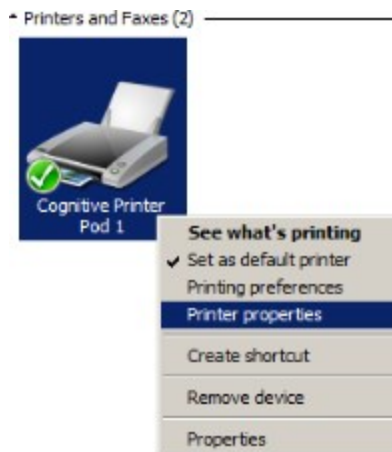 Printers and Faxes (2)
Cognitive Printer
Pod 1
See what's printing
Set as default printer
Printing preferences
Printer properties
Create shortcut
Remove device
Properties